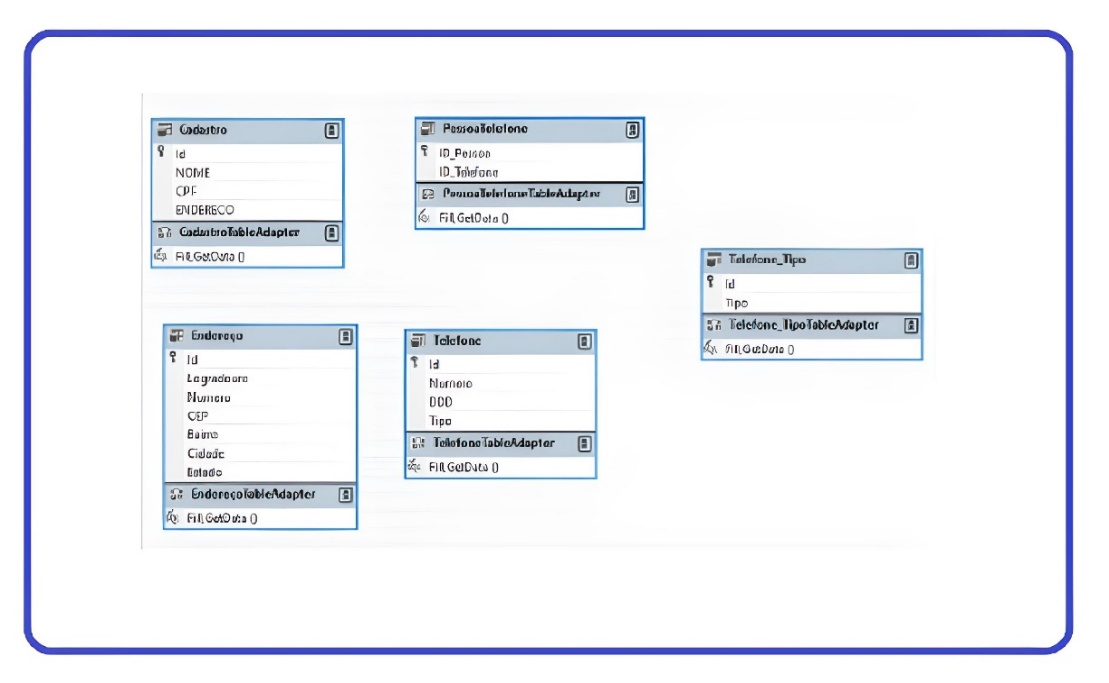 Cadastro
Id
NOME
CPF
ENDERECO
CadastroTableAdapter
Fill,GetData ()
PessoaTelefone
ID_Pessoa
ID_Telefone
PessoaTelefoneTableAdapter
Fill,GetData ()
Telefone_Tipo
Id
Tipo
Telefone_TipoTableAdapter
Fill,GetData ()
Endereço
Id
Logradouro
Numero
CEP
Bairro
Cidade
Estado
EndereçoTableAdapter
Fill,GetData ()
Telefone
Id
Numero
DDD
Tipo
TelefoneTableAdapter
Fill,GetData ()